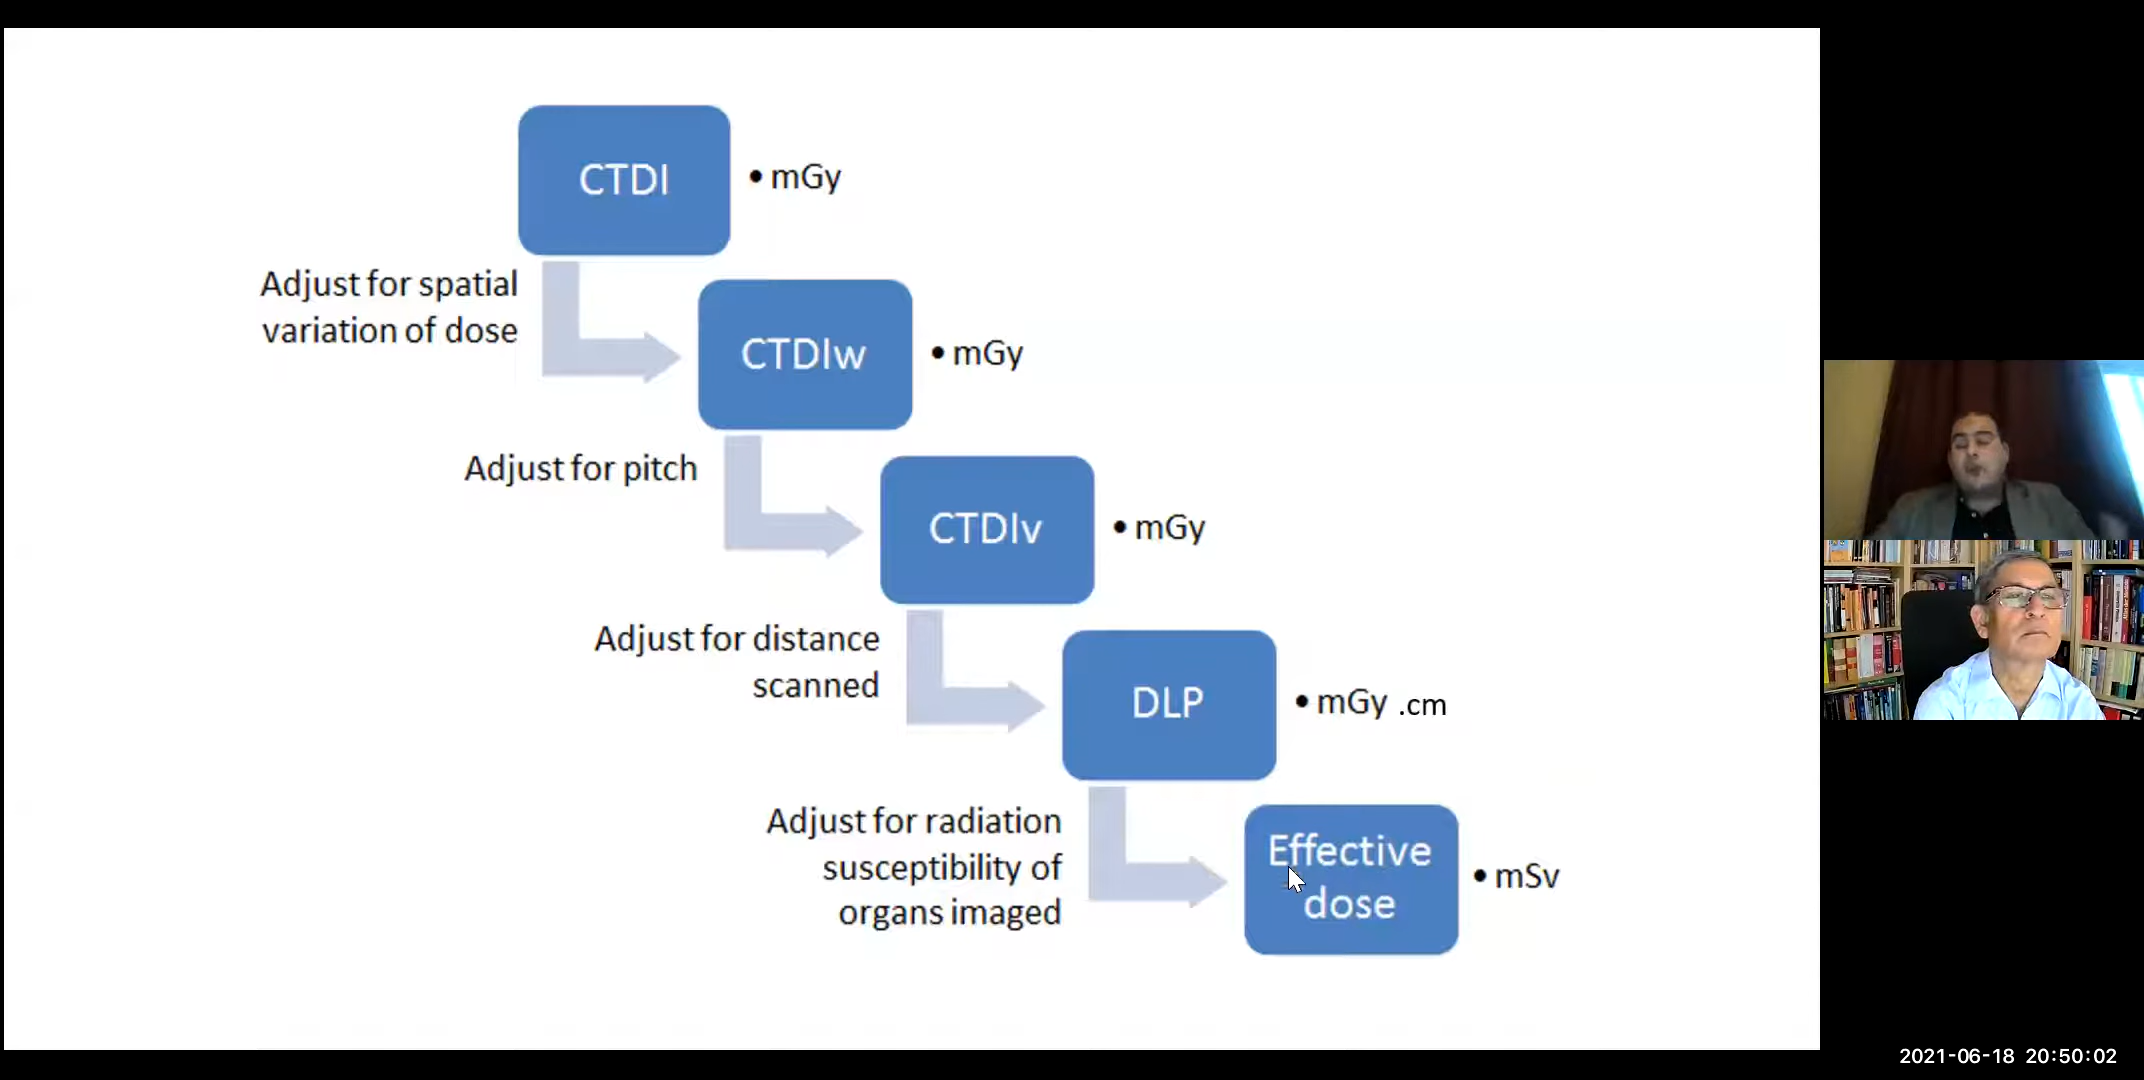 CTDI
• mGy
Adjust for spatial
variation of dose
CTDIw
• mGy
Adjust for pitch
CTDIv
• mGy
Adjust for distance
scanned
DLP
• mGy .cm
Adjust for radiation
susceptibility of
organs imaged
Effective
dose
• mSv
2021-06-18 20:50:02